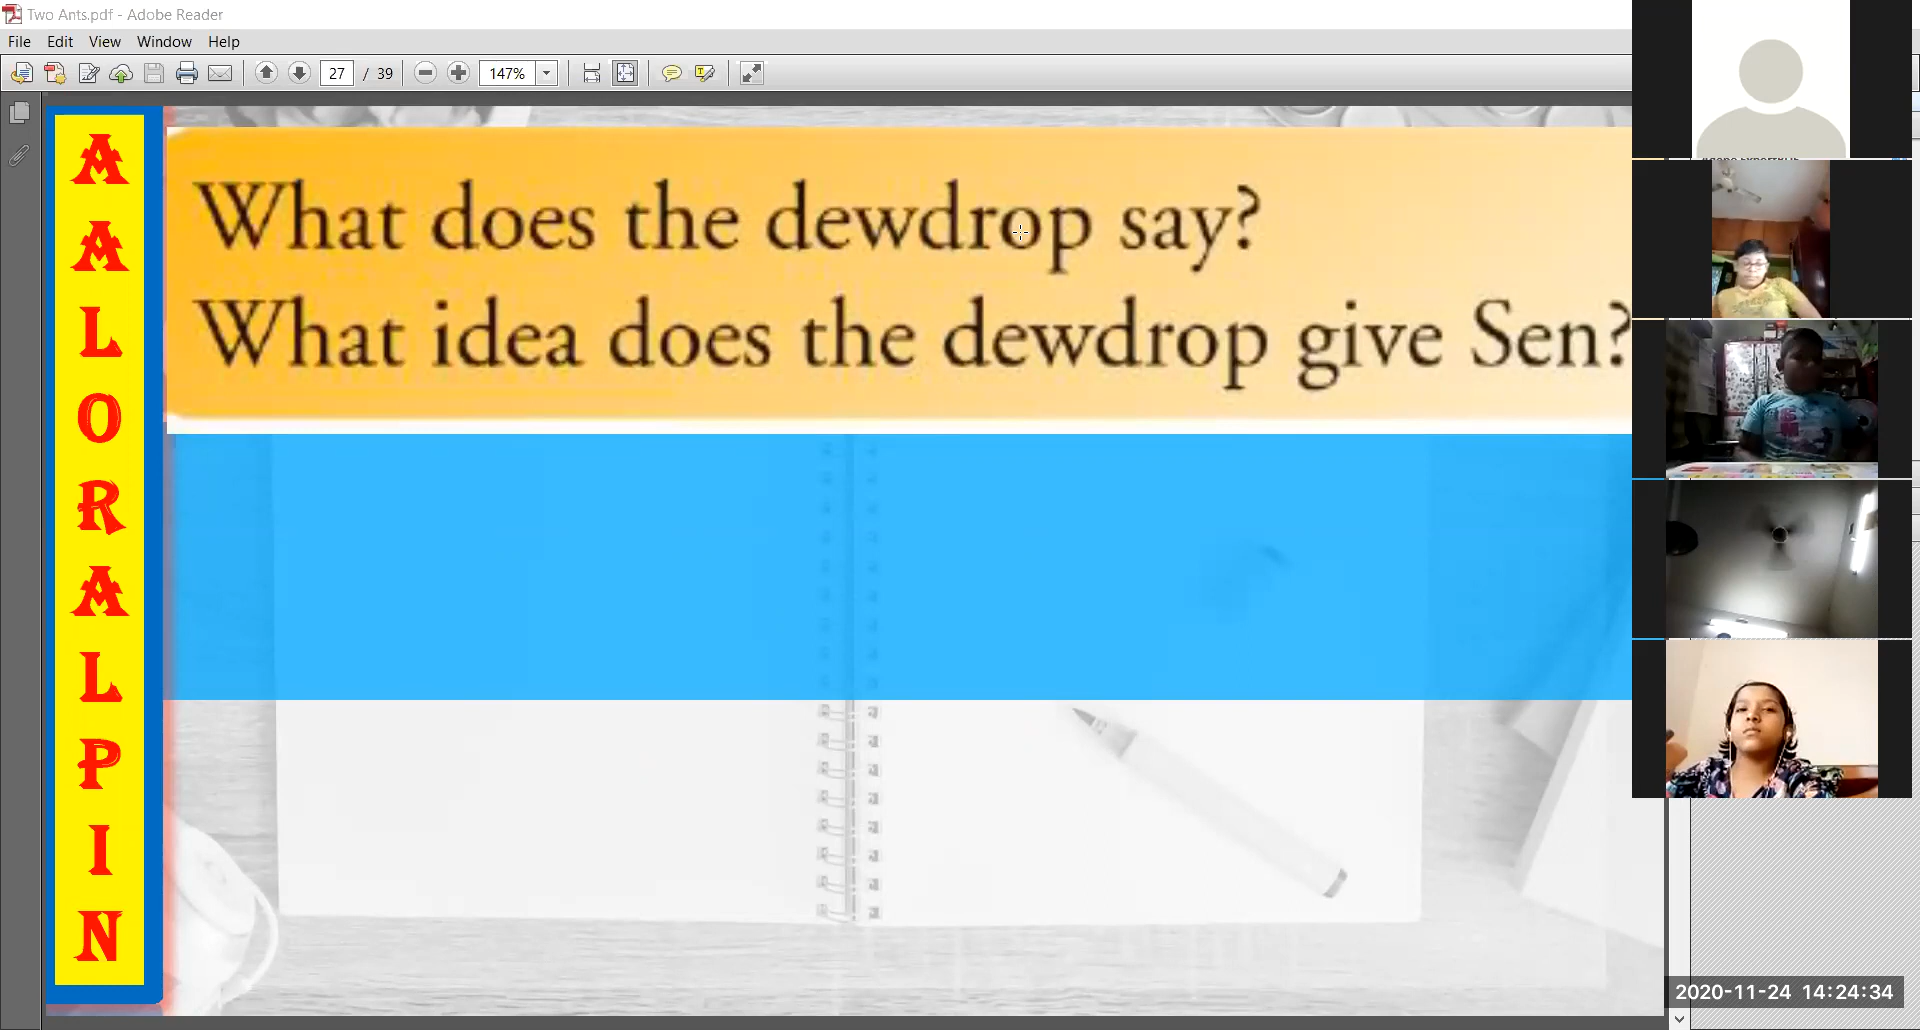 Two Ants.pdf - Adobe Reader
File Edit View Window Help
27 / 39 147%
A
A
L
O
R
A
L
P
I
N
What does the dewdrop say?
What idea does the dewdrop give Sen?
2020-11-24 14:24:34